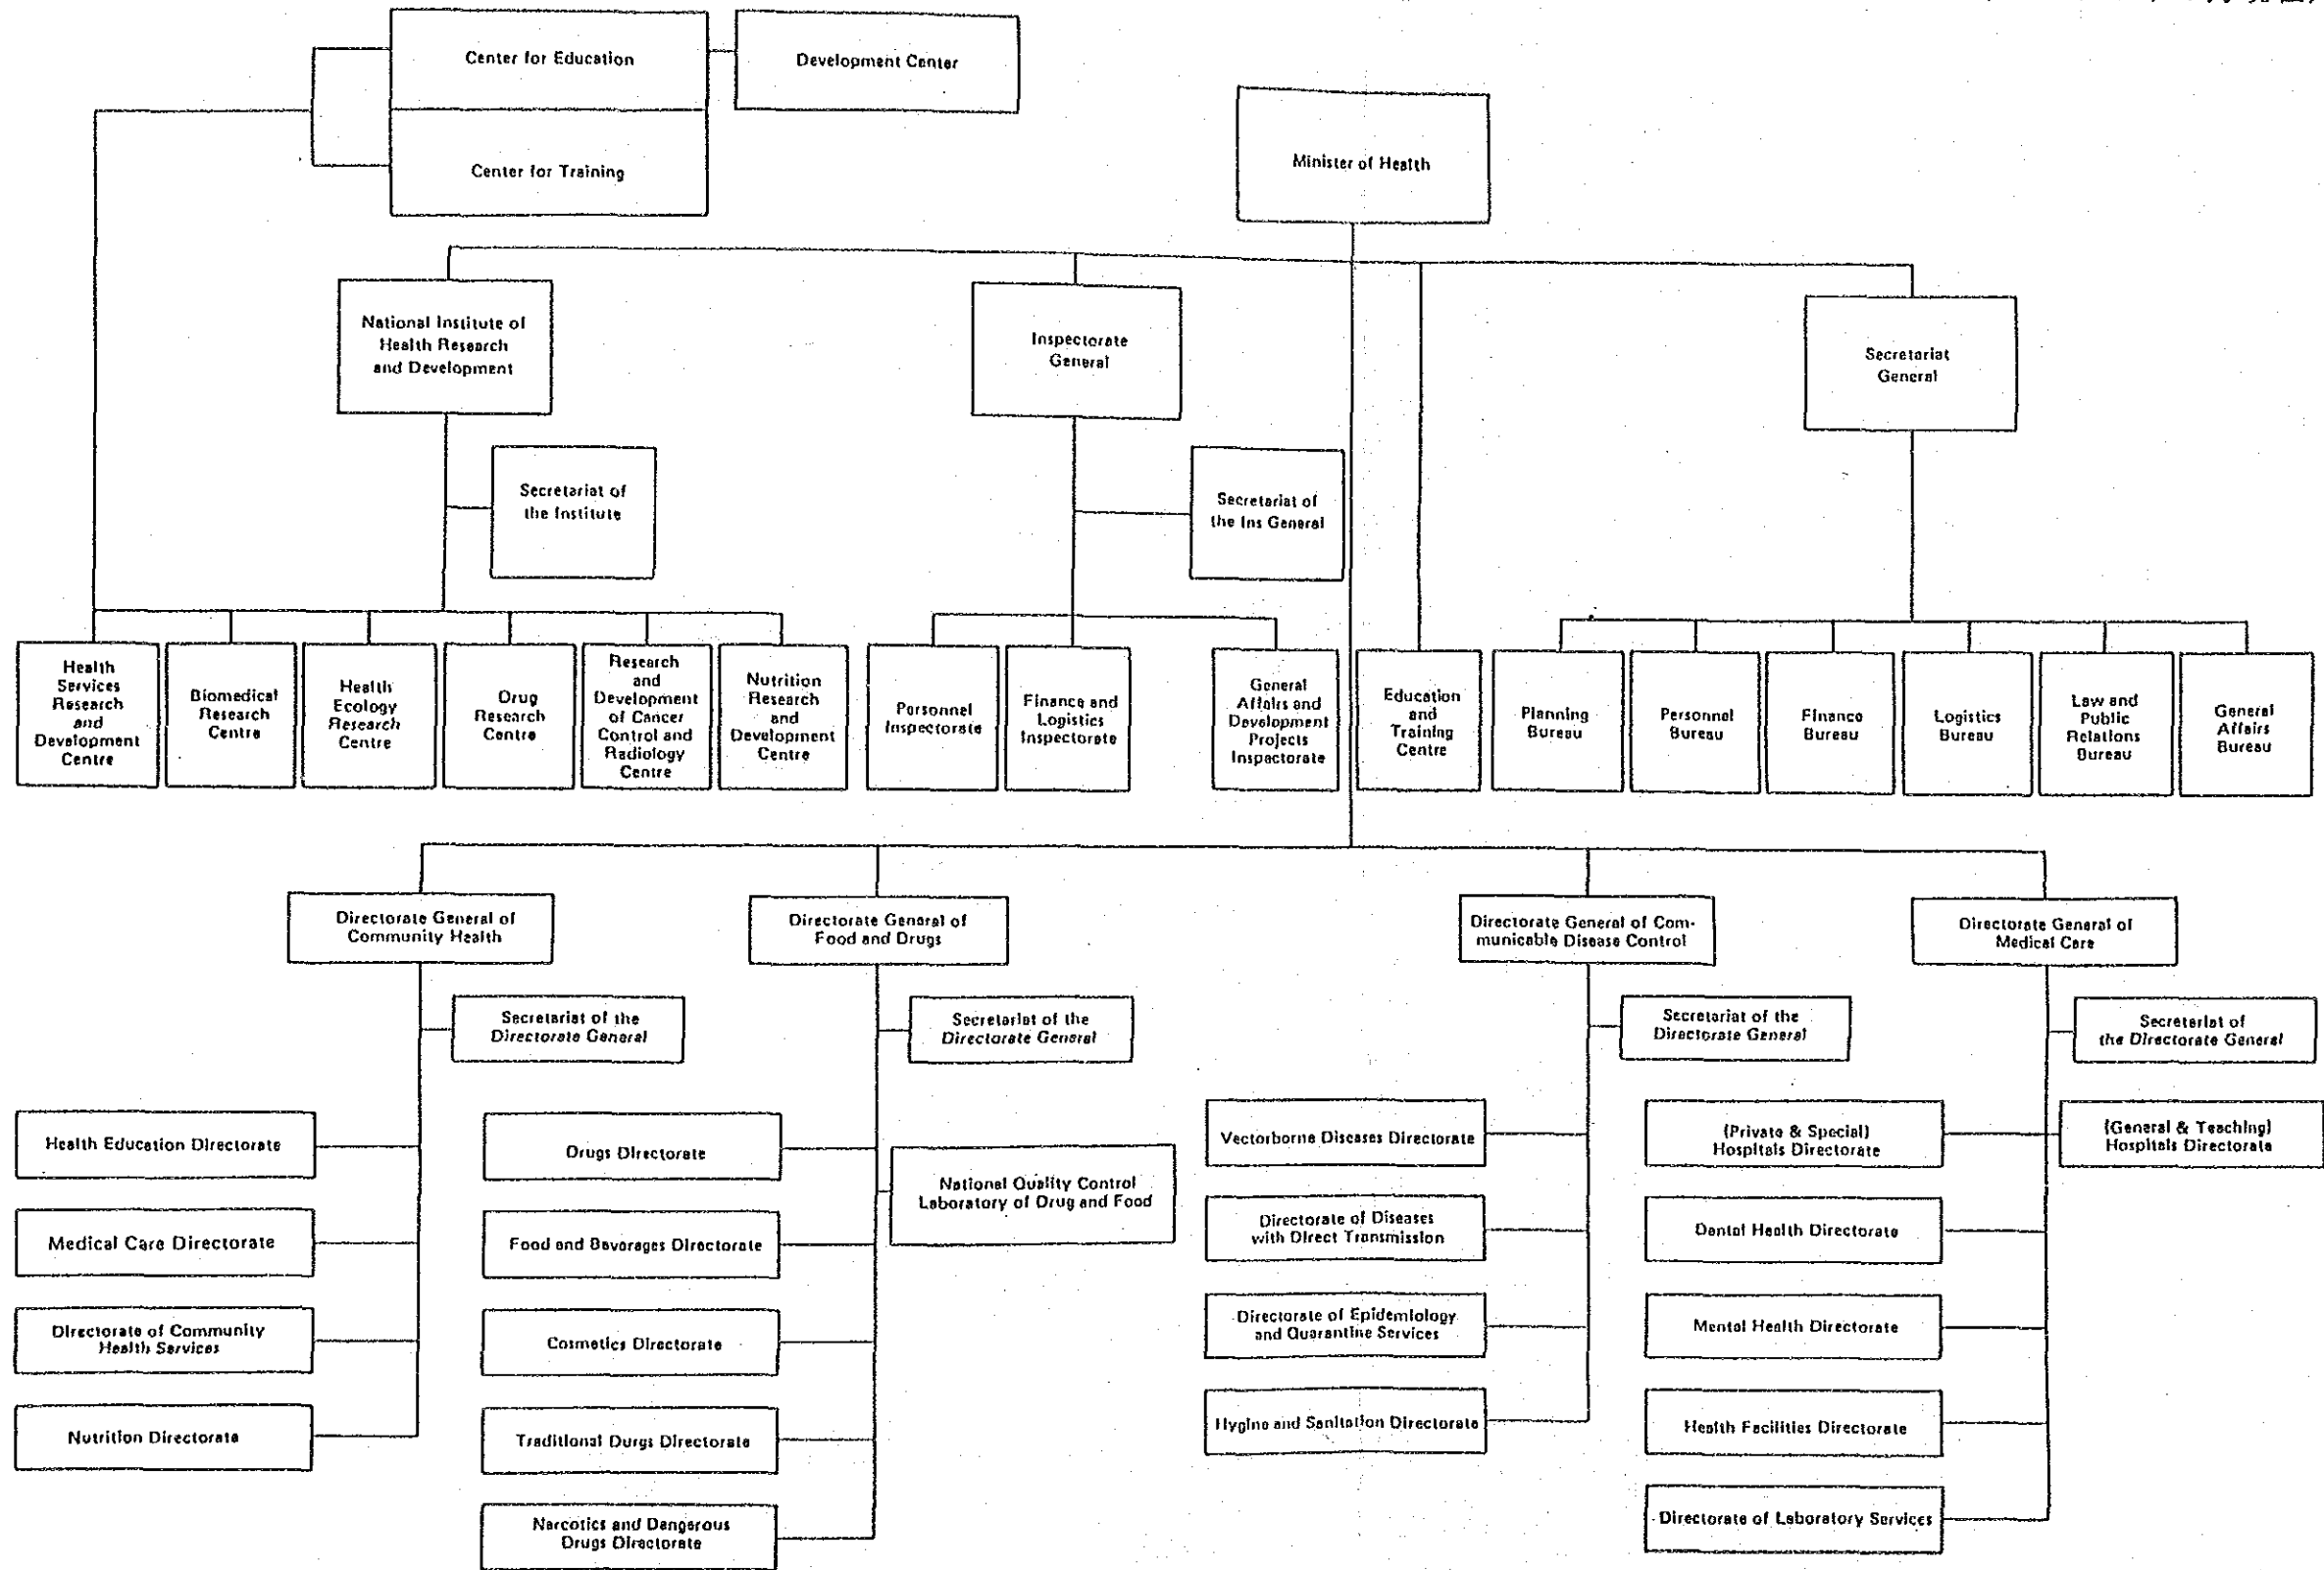 Center for Education
Development Center
Center for Training
Minister of Health
National Institute of
Health Research
and Development
Inspectorate
General
Secretariat
General
Secretariat of
the Institute
Secretariat of
the Ins General
Health
Services
Research
and
Development
Centre
Biomedical
Research
Centre
Health
Ecology
Research
Centre
Drug
Research
Centre
Research
and
Development
of Cancer
Control and
Radiology
Centre
Nutrition
Research
and
Development
Centre
Personnel
Inspectorate
Finance and
Logistics
Inspectorate
General
Affairs and
Development
Projects
Inspectorate
Education
and
Training
Centre
Planning
Bureau
Personnel
Bureau
Finance
Bureau
Logistics
Bureau
Law and
Public
Relations
Bureau
General
Affairs
Bureau
Directorate General of
Community Health
Directorate General of
Food and Drugs
Directorate General of Com-
municable Disease Control
Directorate General of
Medical Care
Secretariat of the
Directorate General
Secretariat of the
Directorate General
Secretariat of the
Directorate General
Secretariat of
the Directorate General
Health Education Directorate
Medical Care Directorate
Directorate of Community
Health Services
Nutrition Directorate
Drugs Directorate
National Quality Control
Laboratory of Drug and Food
Food and Beverages Directorate
Cosmetics Directorate
Traditional Durgs Directorate
Narcotics and Dangerous
Drugs Directorate
Vectorborne Diseases Directorate
Directorate of Diseases
with Direct Transmission
Directorate of Epidemiology
and Quarantine Services
Hygine and Sanitation Directorate
(Private & Special)
Hospitals Directorate
(General & Teaching)
Hospitals Directorate
Dental Health Directorate
Mental Health Directorate
Health Facilities Directorate
Directorate of Laboratory Services